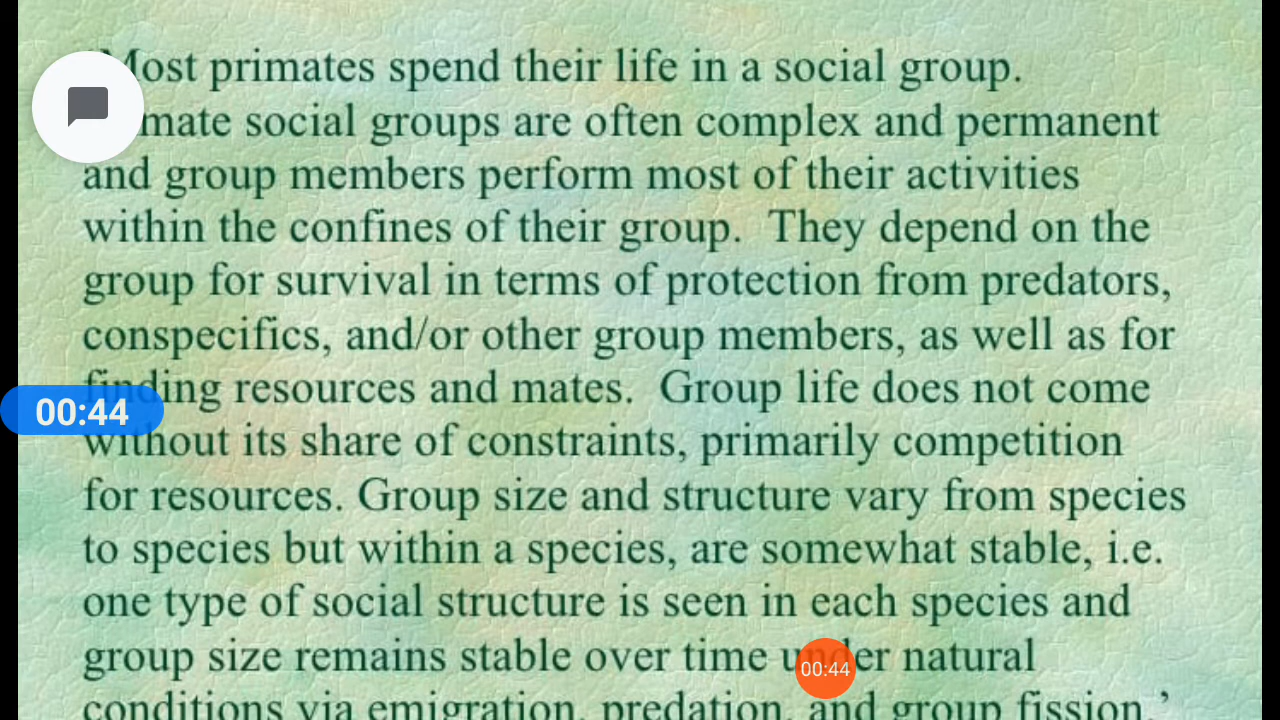 Most primates spend their life in a social group.
mate social groups are often complex and permanent
and group members perform most of their activities
within the confines of their group. They depend on the
group for survival in terms of protection from predators,
conspecifics, and/or other group members, as well as for
finding resources and mates. Group life does not come
00:44
without its share of constraints, primarily competition
for resources. Group size and structure vary from species
to species but within a species, are somewhat stable, i.e.
one type of social structure is seen in each species and
group size remains stable over time under natural
00:44
conditions via emigration, predation, and group fission.’